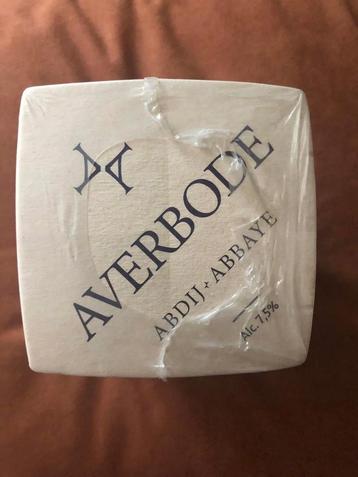 AVERBODE
ABDIJ + ABBAYE
Alc. 7,5%